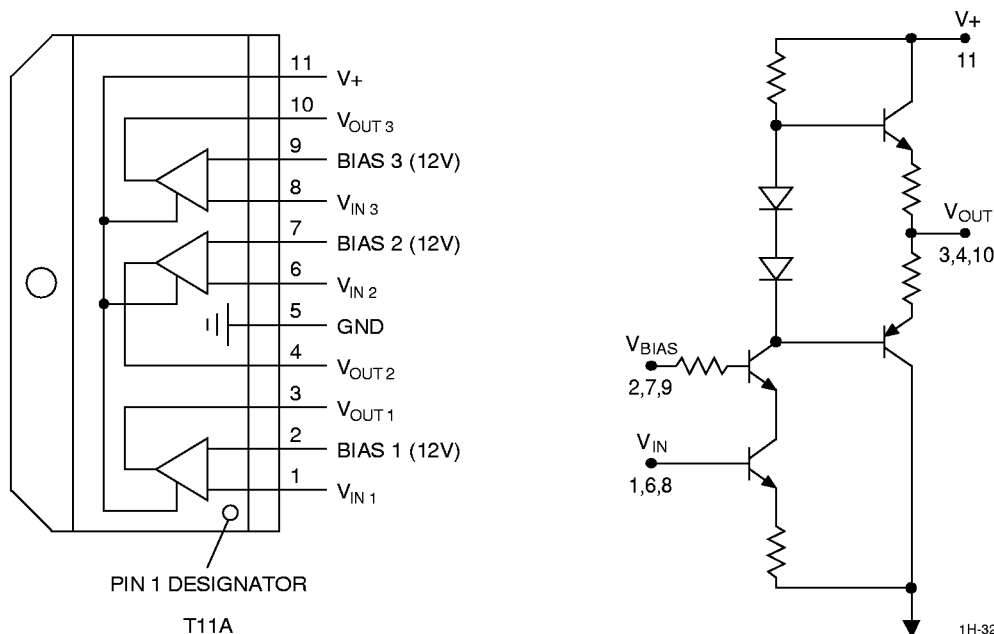 11 V+
10 VOUT 3
9 BIAS 3 (12V)
8 VIN 3
7 BIAS 2 (12V)
6 VIN 2
5 GND
4 VOUT 2
3 VOUT 1
2 BIAS 1 (12V)
1 VIN 1
PIN 1 DESIGNATOR
T11A
V+
11
VOUT
3,4,10
VBIAS
2,7,9
VIN
1,6,8
1H-32